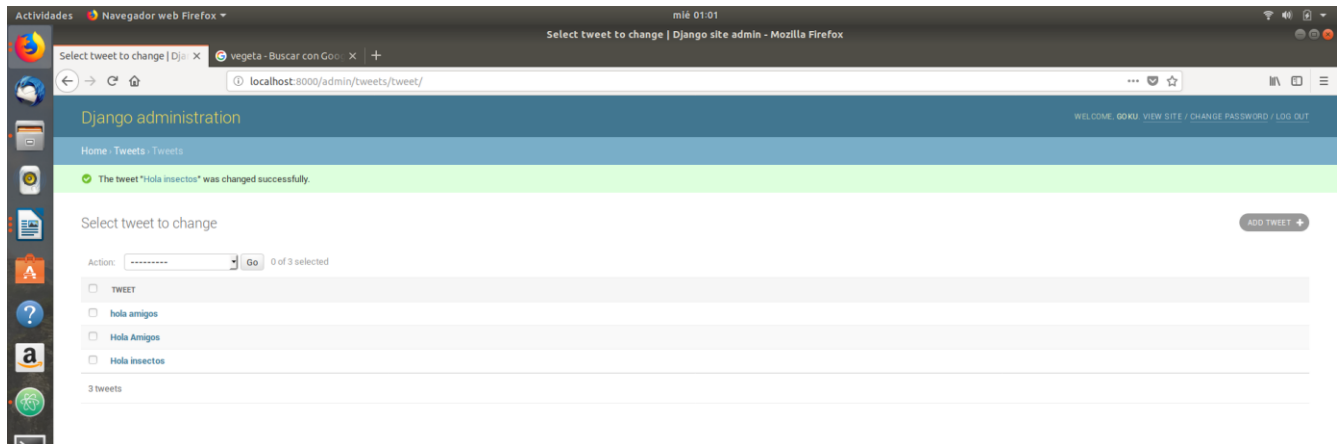 Actividades Navegador web Firefox mié 01:01
Select tweet to change | Django site admin - Mozilla Firefox
Select tweet to change | Dja vegeta - Buscar con Goo
localhost:8000/admin/tweets/tweet/
Django administration
WELCOME, GOKU. VIEW SITE / CHANGE PASSWORD / LOG OUT
Home › Tweets › Tweets
The tweet "Hola insectos" was changed successfully.
Select tweet to change
ADD TWEET +
Action: --------- Go 0 of 3 selected
TWEET
hola amigos
Hola Amigos
Hola insectos
3 tweets